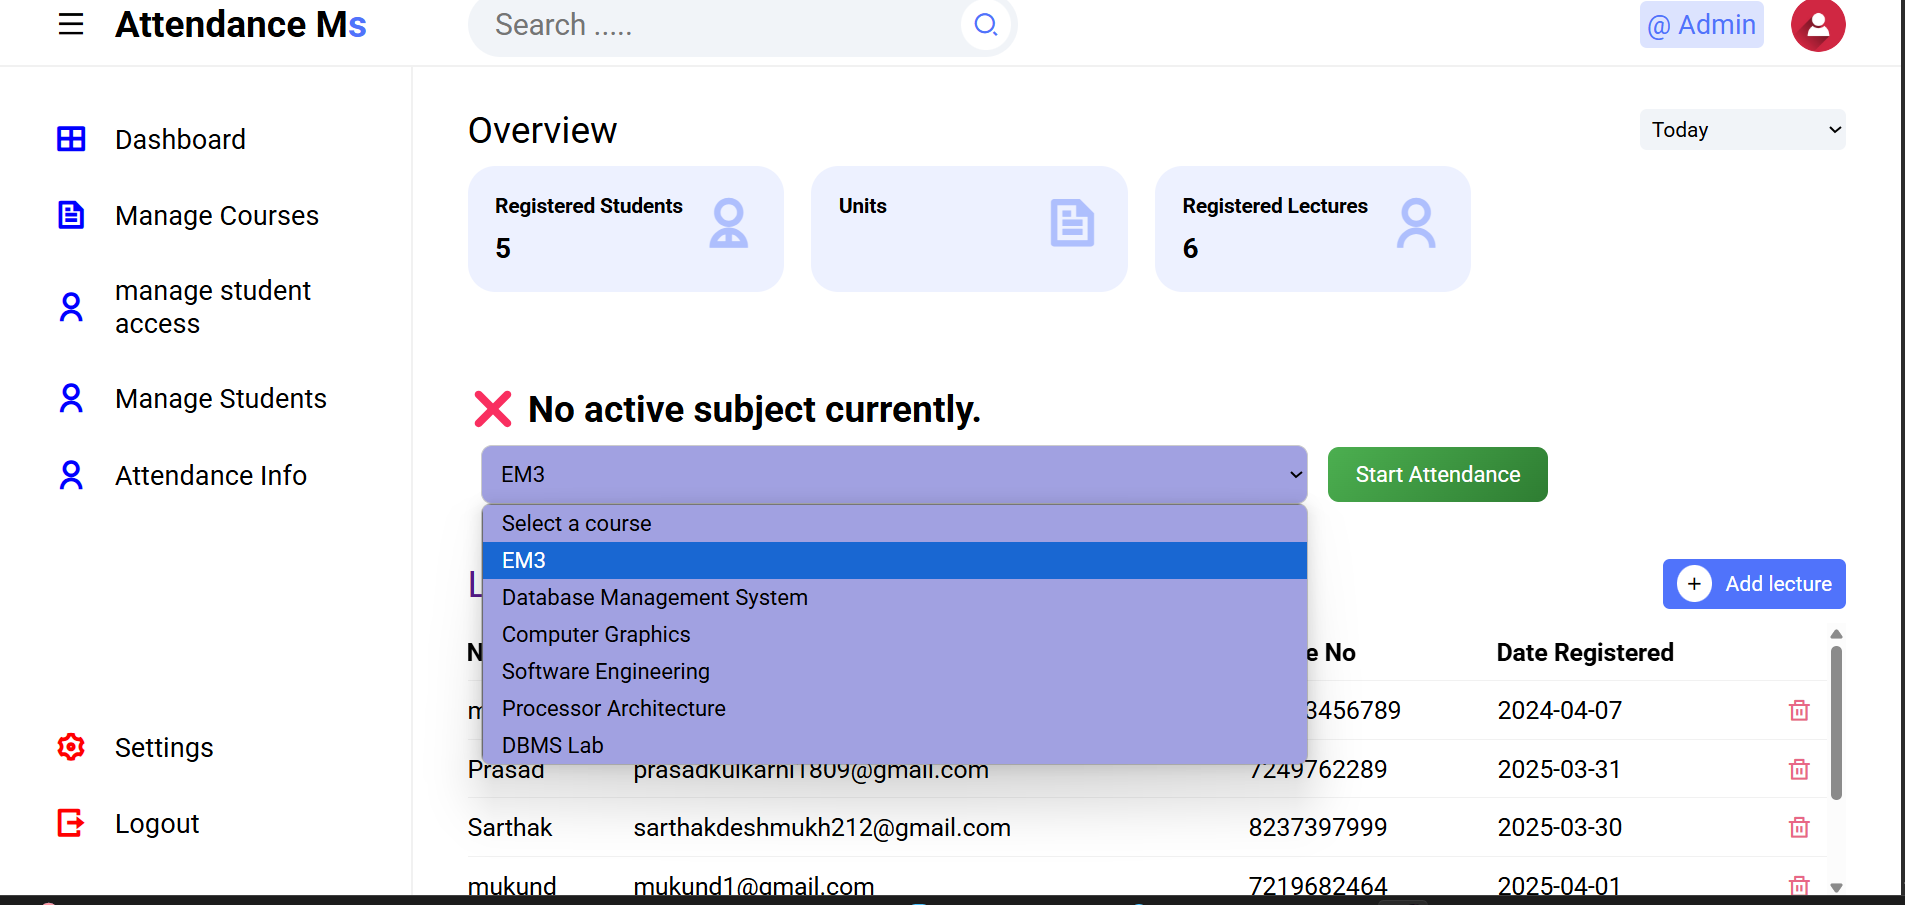 Attendance Ms
Search .....
@ Admin
Dashboard
Manage Courses
manage student
access
Manage Students
Attendance Info
Settings
Logout
Overview
Today
Registered Students
5
Units
Registered Lectures
6
❌ No active subject currently.
EM3
Start Attendance
Select a course
EM3
Database Management System
Computer Graphics
Software Engineering
Processor Architecture
DBMS Lab
Add lecture
No Date Registered
3456789 2024-04-07
Prasad prasadkulkarni1809@gmail.com 7249762289 2025-03-31
Sarthak sarthakdeshmukh212@gmail.com 8237397999 2025-03-30
mukund mukund1@gmail.com 7219682464 2025-04-01